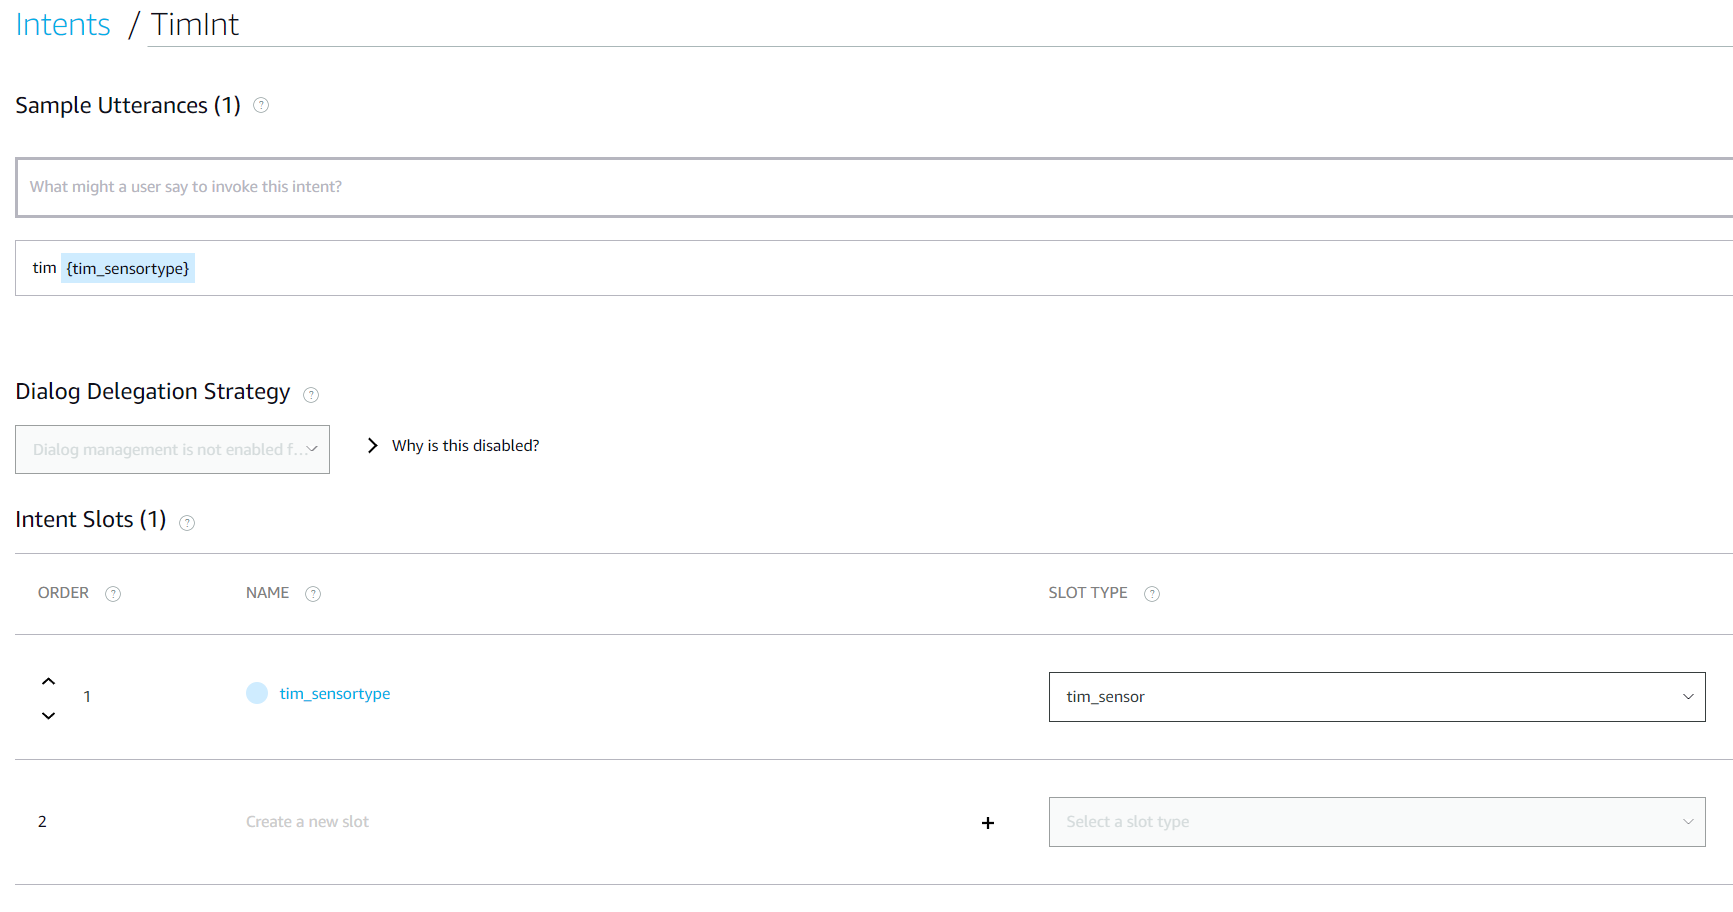 Intents / TimInt
Sample Utterances (1) ?
What might a user say to invoke this intent?
tim {tim_sensortype}
Dialog Delegation Strategy ?
Dialog management is not enabled f...
Why is this disabled?
Intent Slots (1) ?
ORDER ? NAME ? SLOT TYPE ?
1 tim_sensortype tim_sensor
2 Create a new slot + Select a slot type